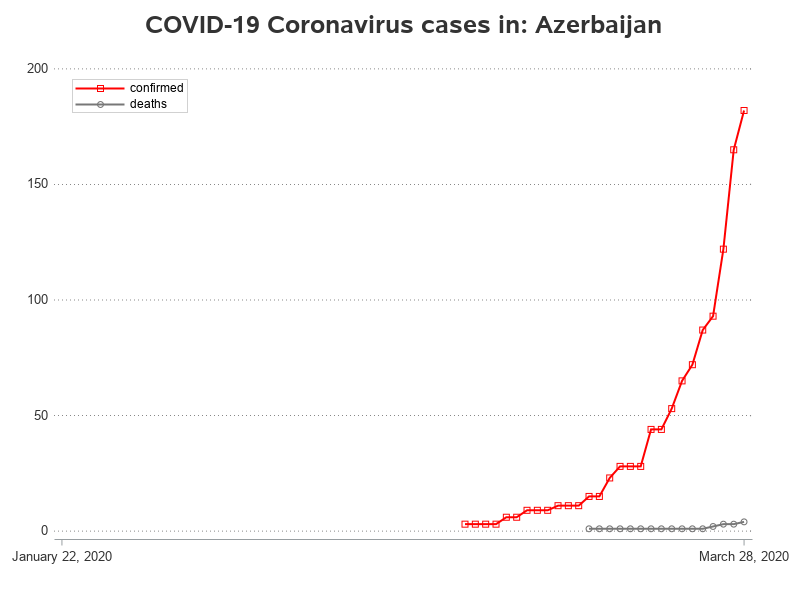 COVID-19 Coronavirus cases in: Azerbaijan
200
confirmed
deaths
150
100
50
0
January 22, 2020
March 28, 2020